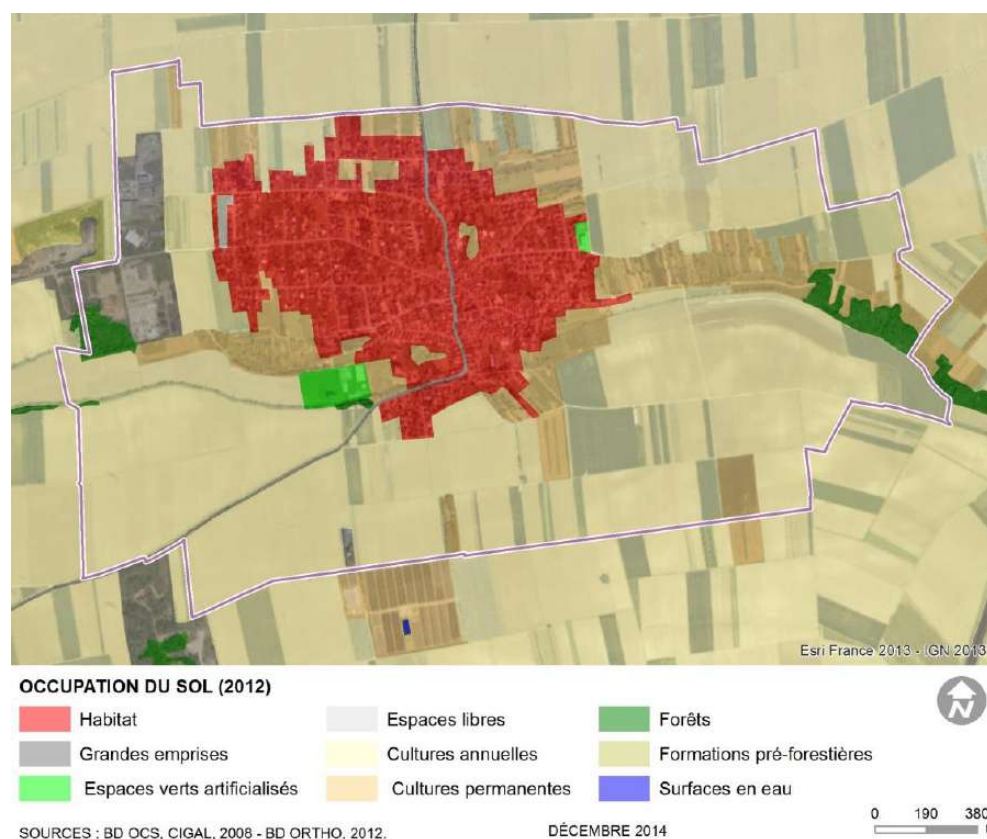 Esri France 2013 - IGN 2013
OCCUPATION DU SOL (2012)
Habitat
Espaces libres
Forêts
N
Grandes emprises
Cultures annuelles
Formations pré-forestières
Espaces verts artificialisés
Cultures permanentes
Surfaces en eau
0 190 380
SOURCES : BD OCS, CIGAL, 2008 - BD ORTHO, 2012.
DÉCEMBRE 2014